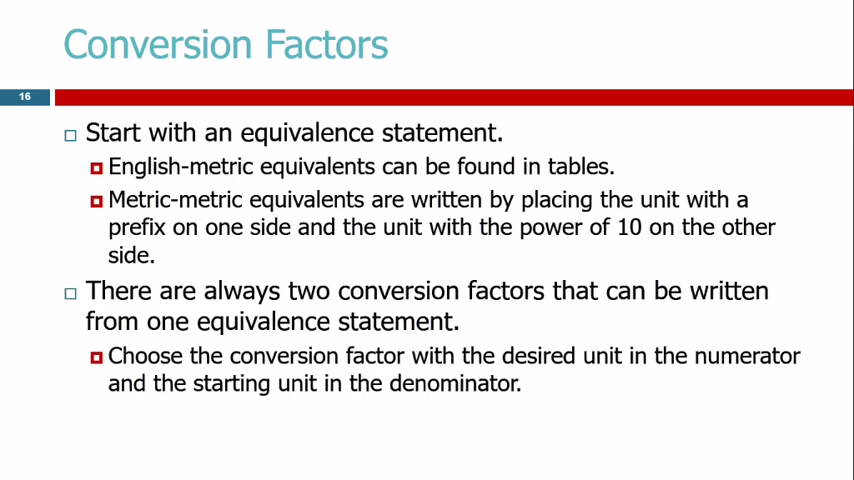 Conversion Factors
16
Start with an equivalence statement.
English-metric equivalents can be found in tables.
Metric-metric equivalents are written by placing the unit with a
prefix on one side and the unit with the power of 10 on the other
side.
There are always two conversion factors that can be written
from one equivalence statement.
Choose the conversion factor with the desired unit in the numerator
and the starting unit in the denominator.